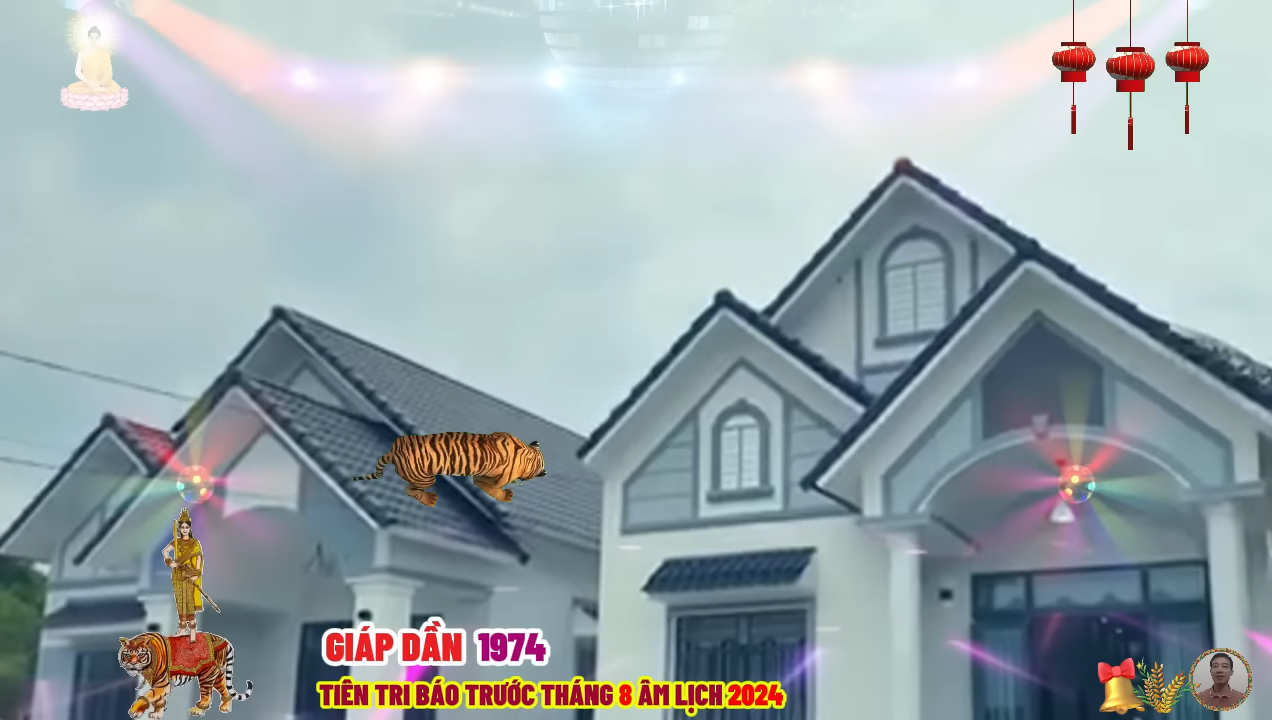 GIÁP DẦN 1974
TIÊN TRI BÁO TRƯỚC THÁNG 8 ÂM LỊCH 2024